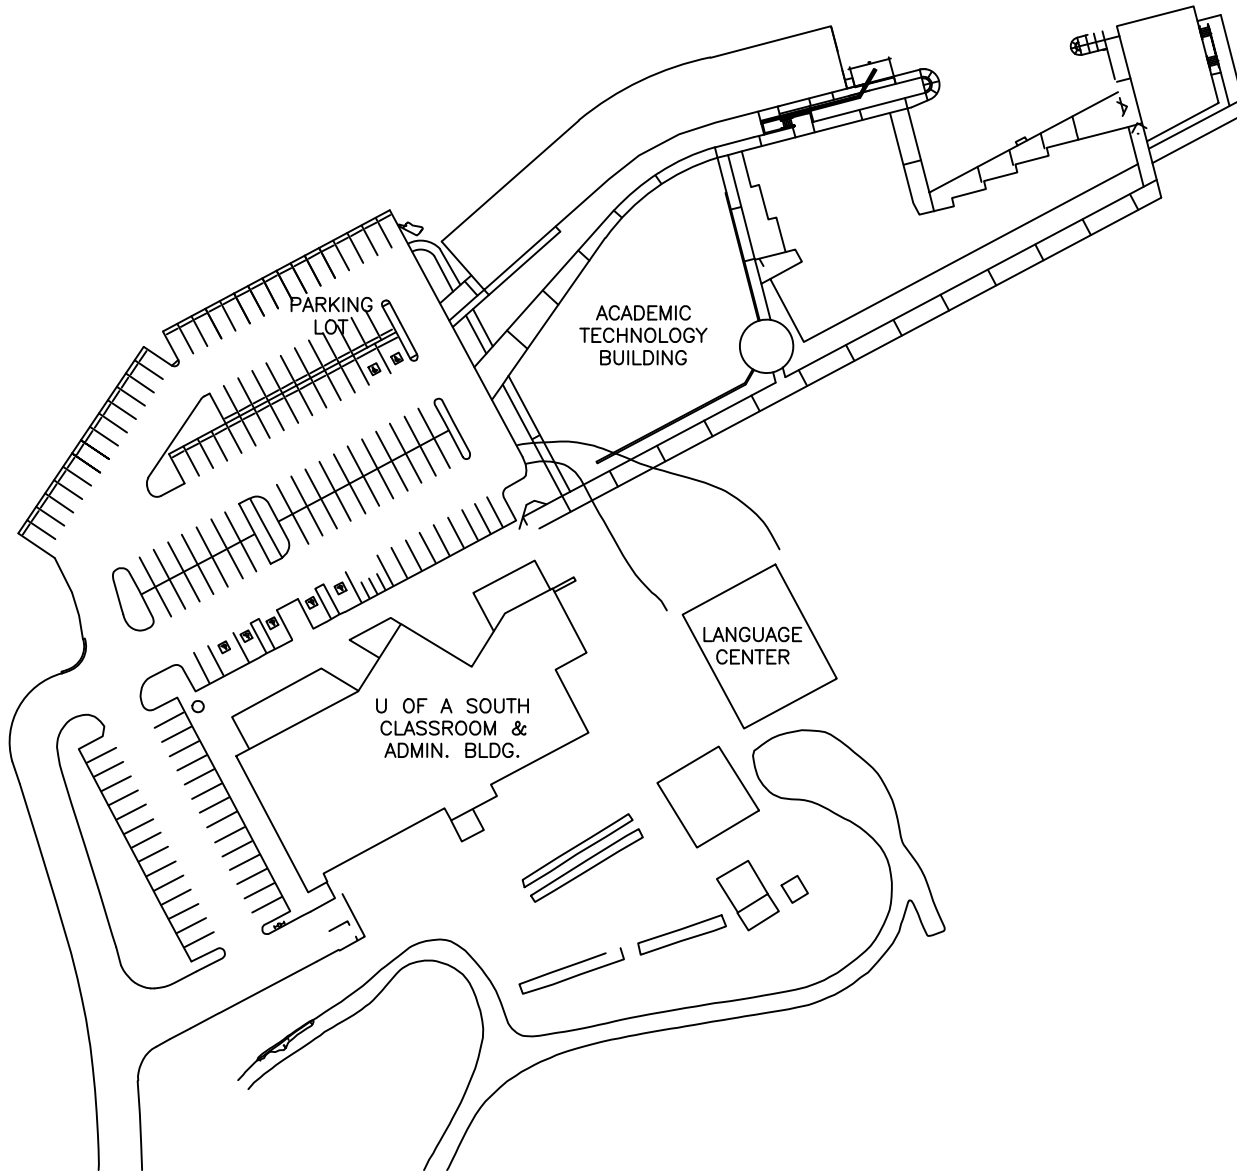 PARKING
LOT
ACADEMIC
TECHNOLOGY
BUILDING
LANGUAGE
CENTER
U OF A SOUTH
CLASSROOM &
ADMIN. BLDG.